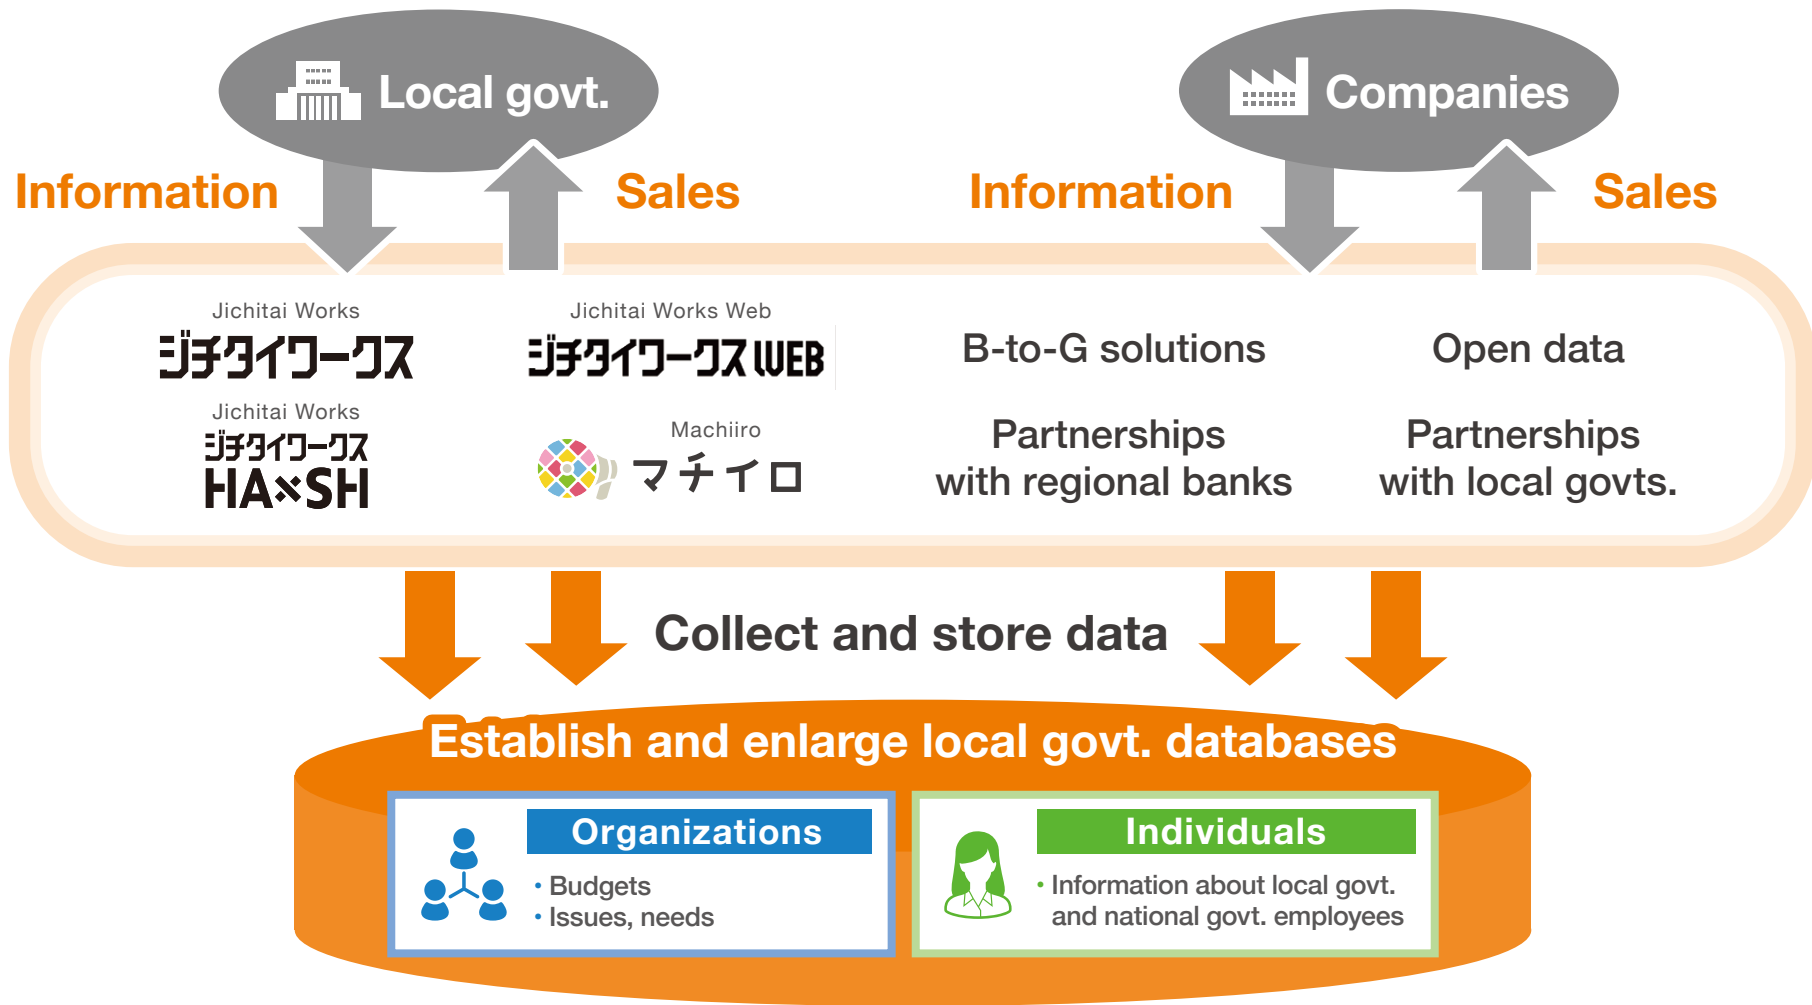 Local govt.
Companies
Information
Sales
Information
Sales
Jichitai Works
ジチタイワークス
Jichitai Works Web
ジチタイワークス WEB
B-to-G solutions
Open data
Jichitai Works
ジチタイワークス
HA×SH
Machiiro
マチイロ
Partnerships
with regional banks
Partnerships
with local govts.
Collect and store data
Establish and enlarge local govt. databases
Organizations
・Budgets
・Issues, needs
Individuals
・Information about local govt.
and national govt. employees